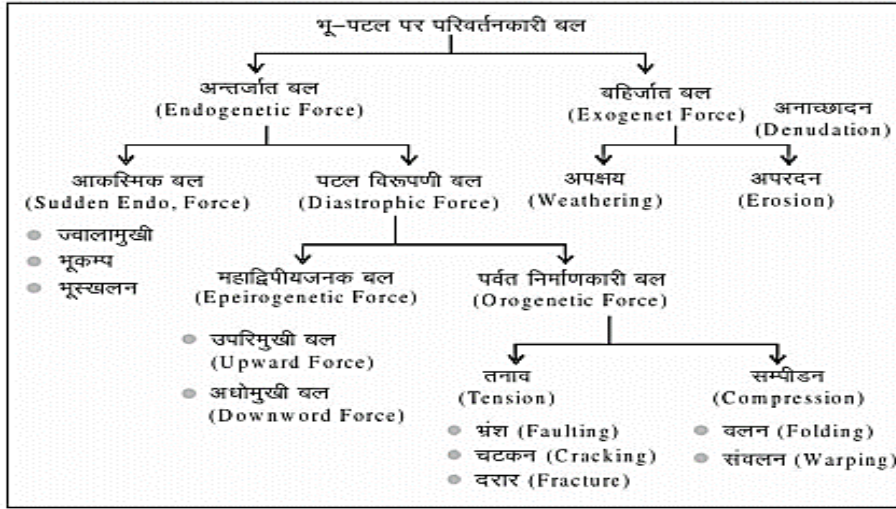 भू-पटल पर परिवर्तनकारी बल
अन्तर्जात बल
(Endogenetic Force)
बहिर्जात बल
(Exogenet Force)
अनाच्छादन
(Denudation)
आकस्मिक बल
(Sudden Endo, Force)
ज्वालामुखी
भूकम्प
भूस्खलन
पटल विरूपणी बल
(Diastrophic Force)
अपक्षय
(Weathering)
अपरदन
(Erosion)
महाद्विपीयजनक बल
(Epeirogenetic Force)
उपरिमुखी बल
(Upward Force)
अधोमुखी बल
(Downword Force)
पर्वत निर्माणकारी बल
(Orogenetic Force)
तनाव
(Tension)
भ्रंश (Faulting)
चटकन (Cracking)
दरार (Fracture)
सम्पीडन
(Compression)
वलन (Folding)
संवलन (Warping)